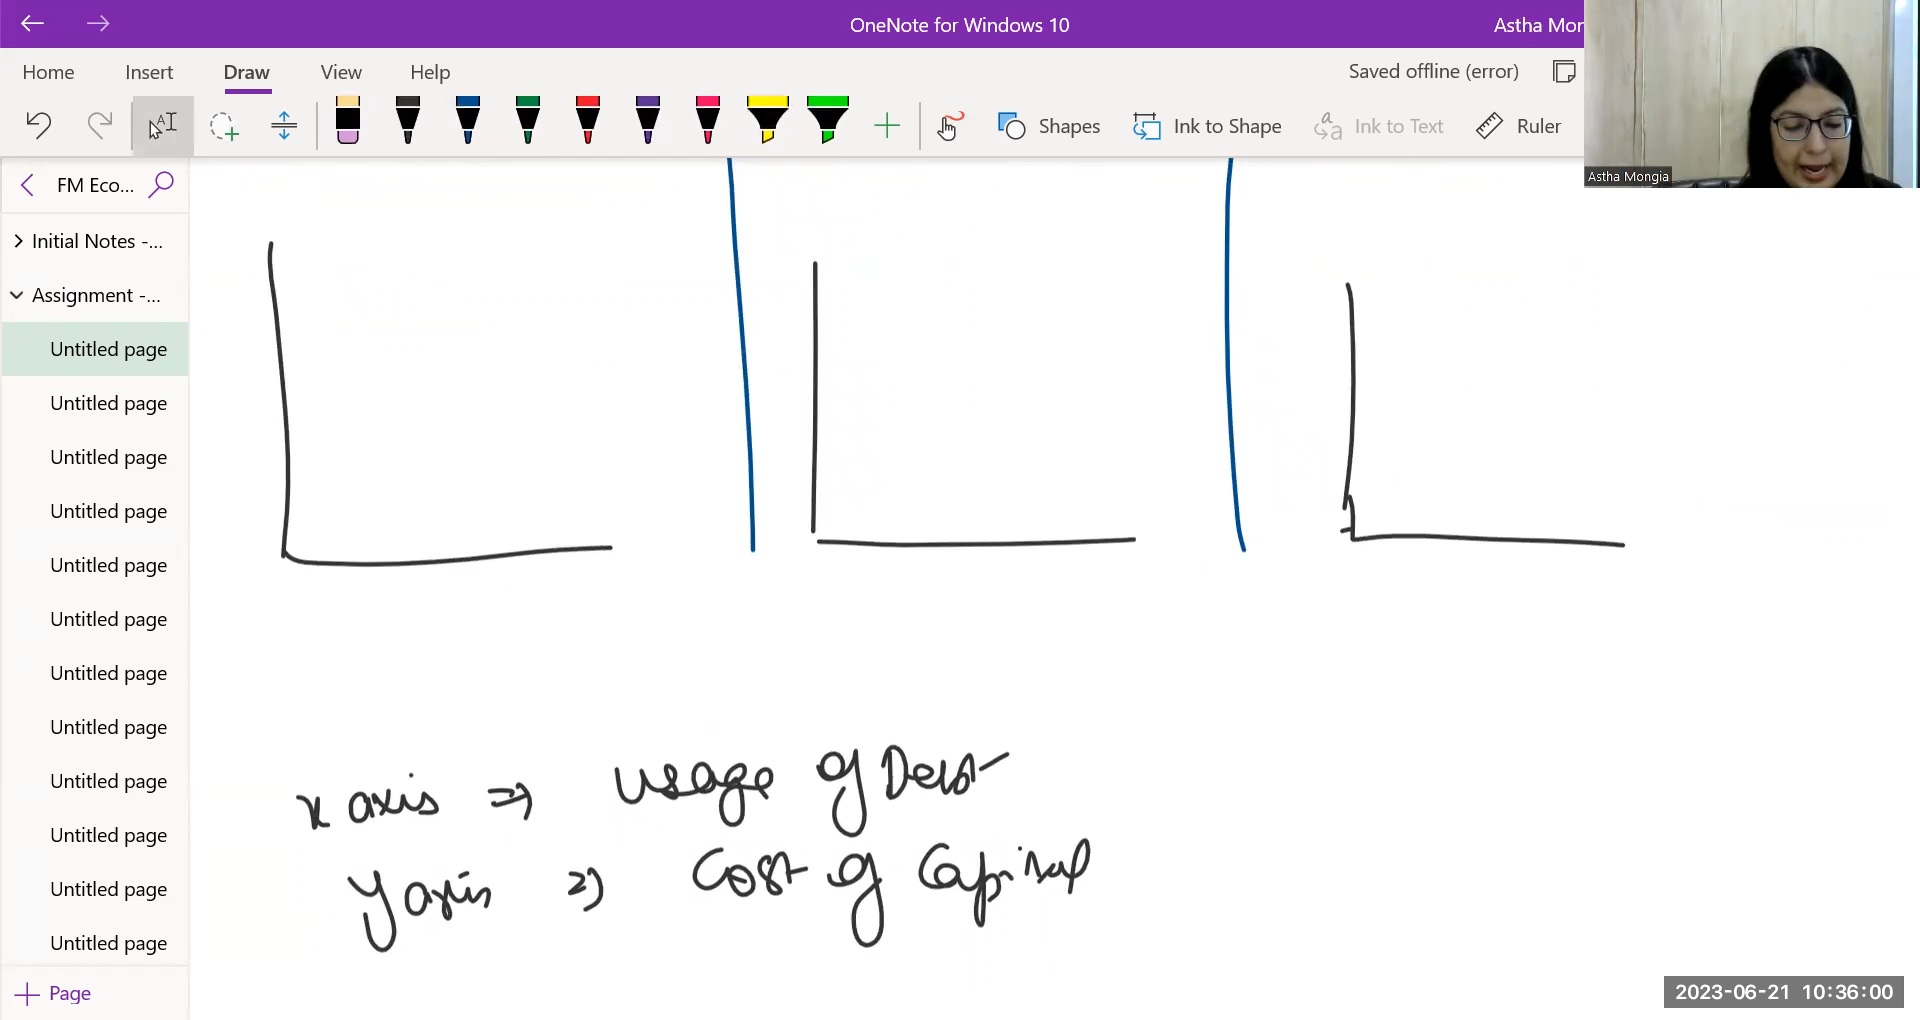 OneNote for Windows 10
Astha Mon
Home Insert Draw View Help
Saved offline (error)
Shapes Ink to Shape Ink to Text Ruler
Astha Mongia
FM Eco...
Initial Notes -...
Assignment -...
Untitled page
Untitled page
Untitled page
Untitled page
Untitled page
Untitled page
Untitled page
Untitled page
Untitled page
Untitled page
Untitled page
Untitled page
Page
x axis ⇒ usage of Debt
y axis ⇒ Cost of Capital
2023-06-21 10:36:00